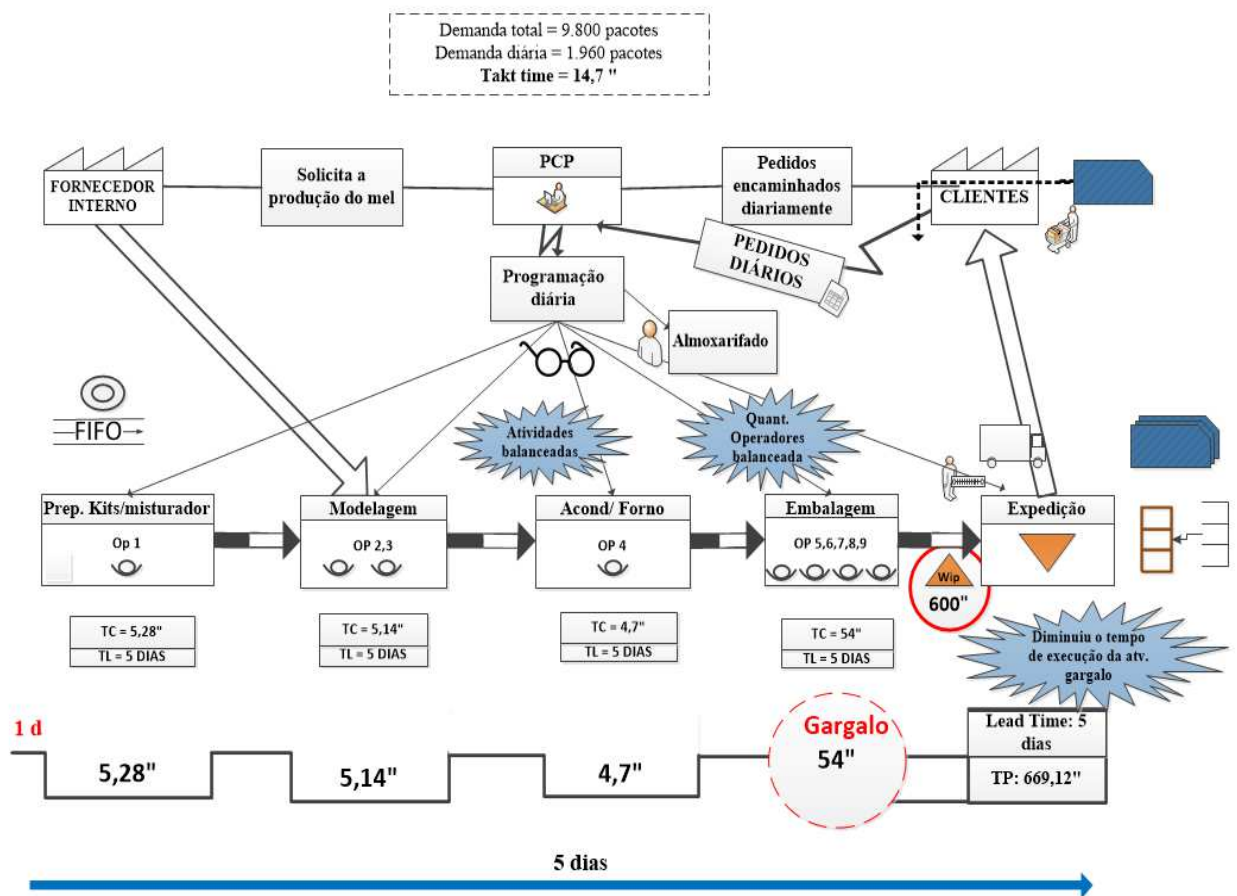 Demanda total = 9.800 pacotes
Demanda diária = 1.960 pacotes
Takt time = 14,7 "
FORNECEDOR
INTERNO
Solicita a
produção do mel
PCP
Pedidos
encaminhados
diariamente
CLIENTES
PEDIDOS
DIÁRIOS
Programação
diária
Almoxarifado
FIFO
Atividades
balanceadas
Quant.
Operadores
balanceada
Prep. Kits/misturador
Op 1
Modelagem
OP 2,3
Acond/ Forno
OP 4
Embalagem
OP 5,6,7,8,9
Expedição
Wip
600"
TC = 5,28"
TL = 5 DIAS
TC = 5,14"
TL = 5 DIAS
TC = 4,7"
TL = 5 DIAS
TC = 54"
TL = 5 DIAS
Diminuiu o tempo
de execução da atv.
gargalo
1 d
5,28"
5,14"
4,7"
Gargalo
54"
Lead Time: 5
dias
TP: 669,12"
5 dias